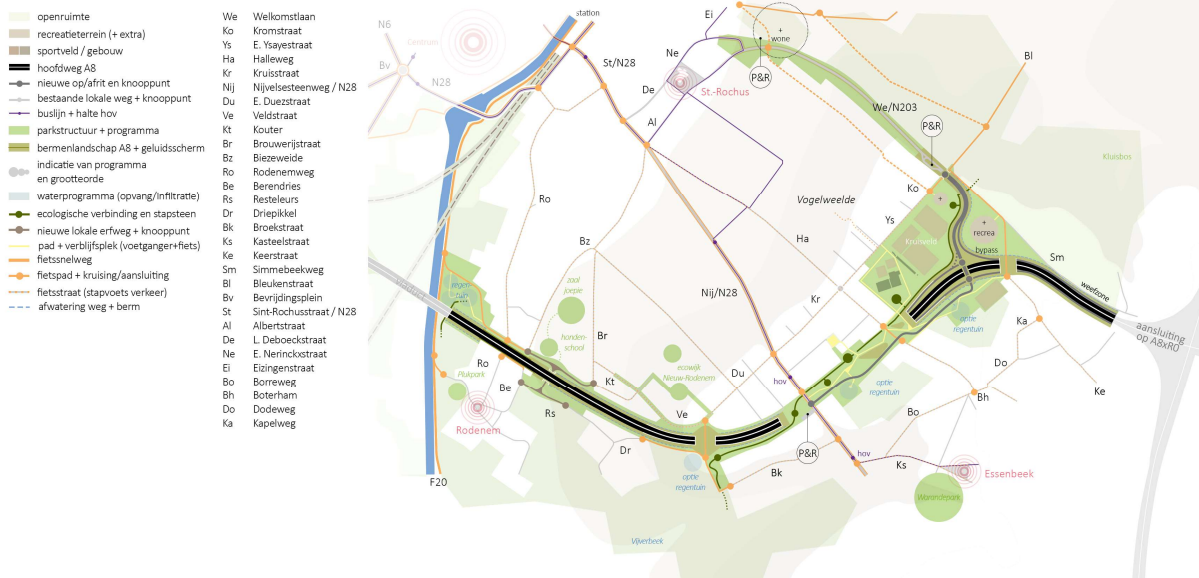 openruimte
recreatieterrein (+ extra)
sportveld / gebouw
hoofdweg A8
nieuwe op/afrit en knooppunt
bestaande lokale weg + knooppunt
buslijn + halte hov
parkstructuur + programma
bermenlandschap A8 + geluidsscherm
indicatie van programma
en grootteorde
waterprogramma (opvang/infiltratie)
ecologische verbinding en stapsteen
nieuwe lokale erfweg + knooppunt
pad + verblijfsplek (voetganger+fiets)
fietssnelweg
fietspad + kruising/aansluiting
fietsstraat (stapvoets verkeer)
afwatering weg + berm
We Welkomstlaan
Ko Kromstraat
Ys E. Ysayestraat
Ha Halleweg
Kr Kruisstraat
Nij Nijvelsesteenweg / N28
Du E. Duezstraat
Ve Veldstraat
Kt Kouter
Br Brouwerijstraat
Bz Biezeweide
Ro Rodenemweg
Be Berendries
Rs Resteleurs
Dr Driepikkel
Bk Broekstraat
Ks Kasteelstraat
Ke Keerstraat
Sm Simmebeekweg
Bl Bleukenstraat
Bv Bevrijdingsplein
St Sint-Rochusstraat / N28
Al Albertstraat
De L. Deboeckstraat
Ne E. Nerinckxstraat
Ei Eizingenstraat
Bo Borreweg
Bh Boterham
Do Dodeweg
Ka Kapelweg
station
N6
Centrum
Bv
N28
St/N28
Ei
Ne
De
St.-Rochus
Al
+
wone
P&R
We/N203
P&R
Bl
Kluisbos
Ro
Bz
Vogelweelde
Ko
Ys
Ha
Kruisveld
+
+
recrea
bypass
Sm
weefzone
aansluiting
op A8xR0
viaduct
regen
tuin
zaal
joepie
honden-
school
Nij/N28
Kr
optie
regentuin
Ka
Do
Ke
Ro
Plukpark
Be
Rodenem
Rs
Kt
Br
ecowijk
Nieuw-Rodenem
Du
hov
optie
regentuin
Bh
Bo
Ve
Dr
optie
regentuin
Bk
P&R
hov
Ks
Essenbeek
Warandepark
F20
Vijverbeek